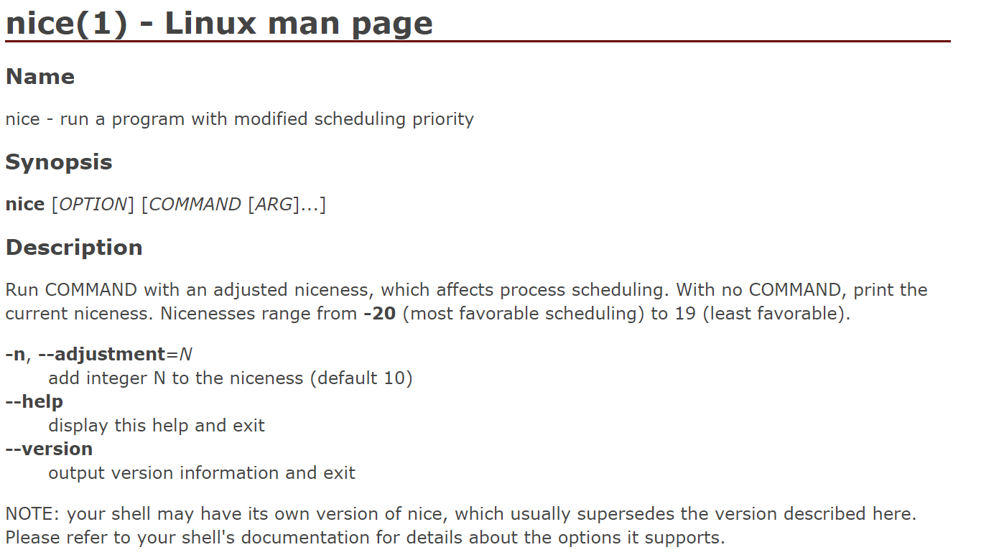 nice(1) - Linux man page
Name
nice - run a program with modified scheduling priority
Synopsis
nice [OPTION] [COMMAND [ARG]...]
Description
Run COMMAND with an adjusted niceness, which affects process scheduling. With no COMMAND, print the
current niceness. Nicenesses range from -20 (most favorable scheduling) to 19 (least favorable).
-n, --adjustment=N
add integer N to the niceness (default 10)
--help
display this help and exit
--version
output version information and exit
NOTE: your shell may have its own version of nice, which usually supersedes the version described here.
Please refer to your shell's documentation for details about the options it supports.